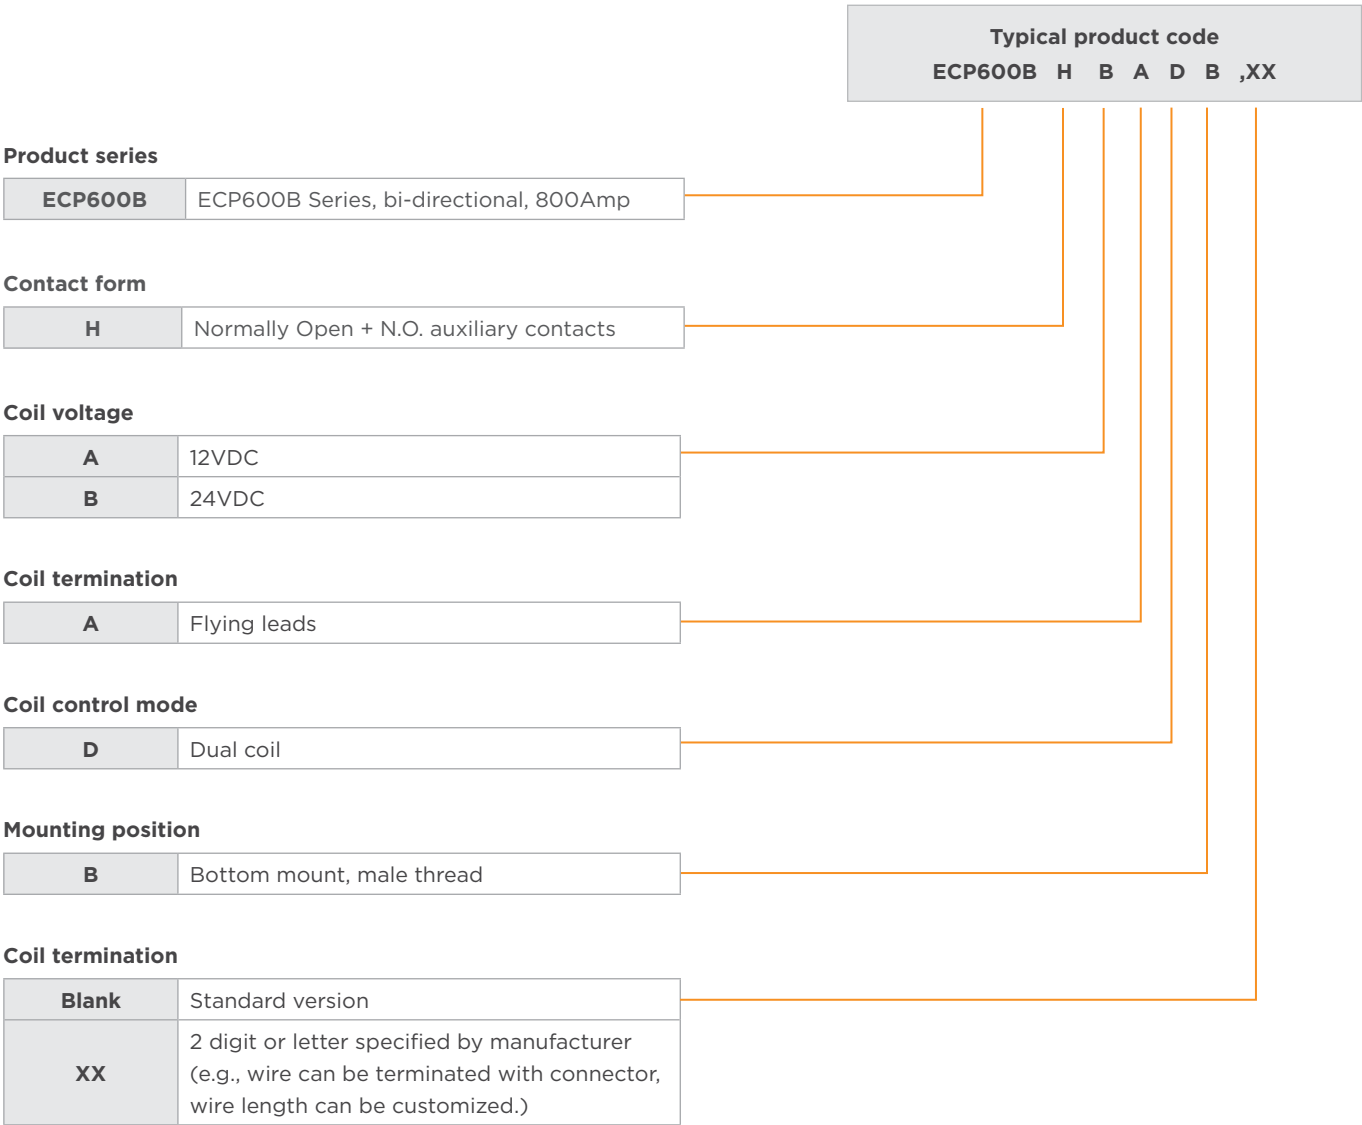 Typical product code
ECP600B H B A D B ,XX
Product series
ECP600B ECP600B Series, bi-directional, 800Amp
Contact form
H Normally Open + N.O. auxiliary contacts
Coil voltage
A 12VDC
B 24VDC
Coil termination
A Flying leads
Coil control mode
D Dual coil
Mounting position
B Bottom mount, male thread
Coil termination
Blank Standard version
XX 2 digit or letter specified by manufacturer
(e.g., wire can be terminated with connector,
wire length can be customized.)